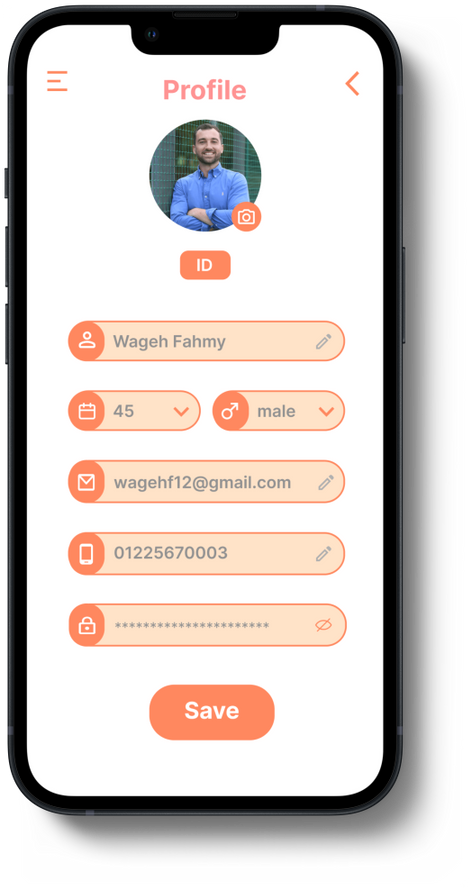 Profile
ID
Wageh Fahmy
45 male
wagehf12@gmail.com
01225670003
**********************
Save